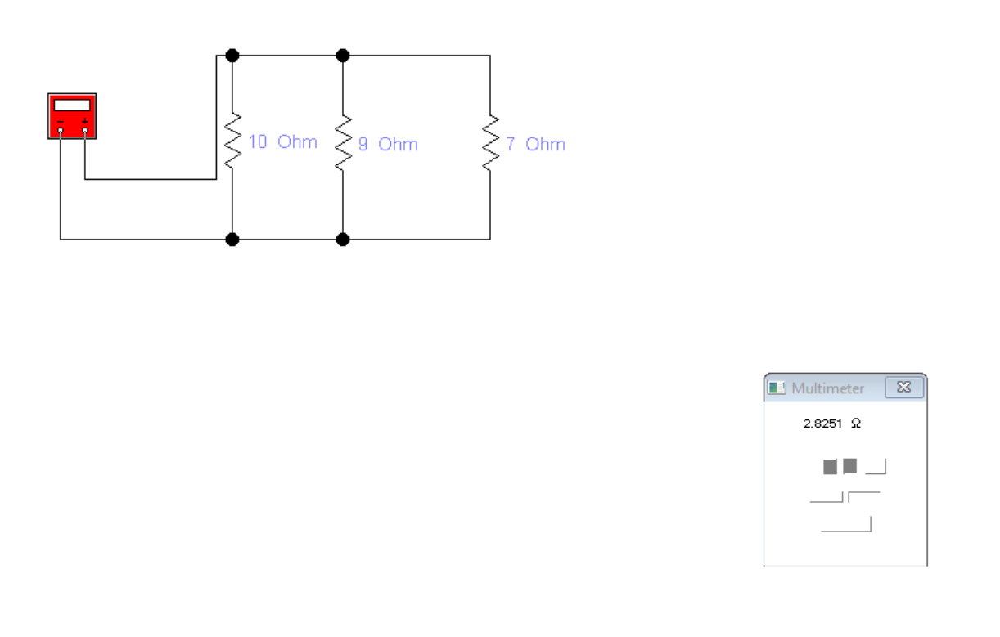 - +
10 Ohm
9 Ohm
7 Ohm
Multimeter
2.8251 Ω